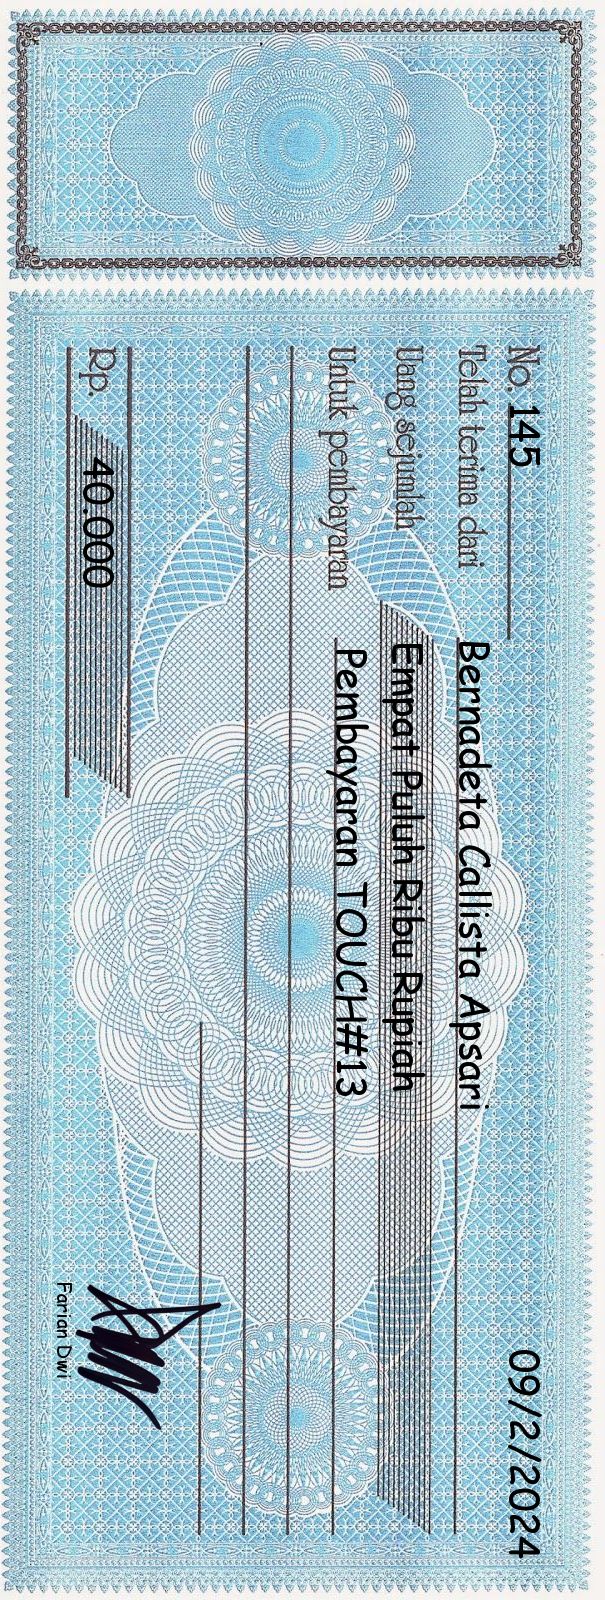 No. 145
09/2/2024
Telah terima dari Bernadeta Callista Apsari
Uang sejumlah Empat Puluh Ribu Rupiah
Untuk pembayaran Pembayaran TOUCH#13
Rp. 40.000
Farian Dwi